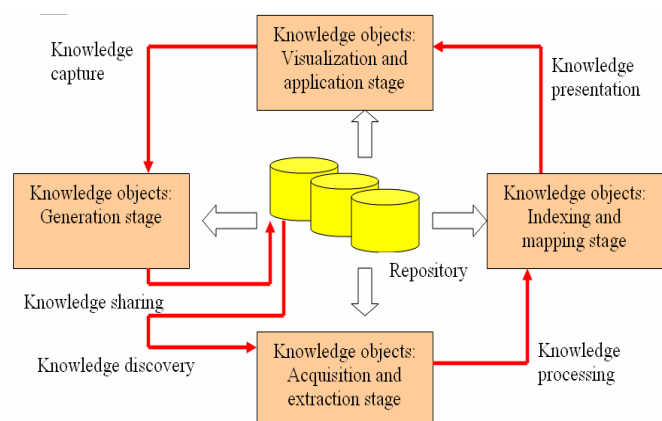 Knowledge objects:
Visualization and
application stage
Knowledge
capture
Knowledge
presentation
Knowledge objects:
Generation stage
Knowledge objects:
Indexing and
mapping stage
Repository
Knowledge sharing
Knowledge discovery
Knowledge objects:
Acquisition and
extraction stage
Knowledge
processing